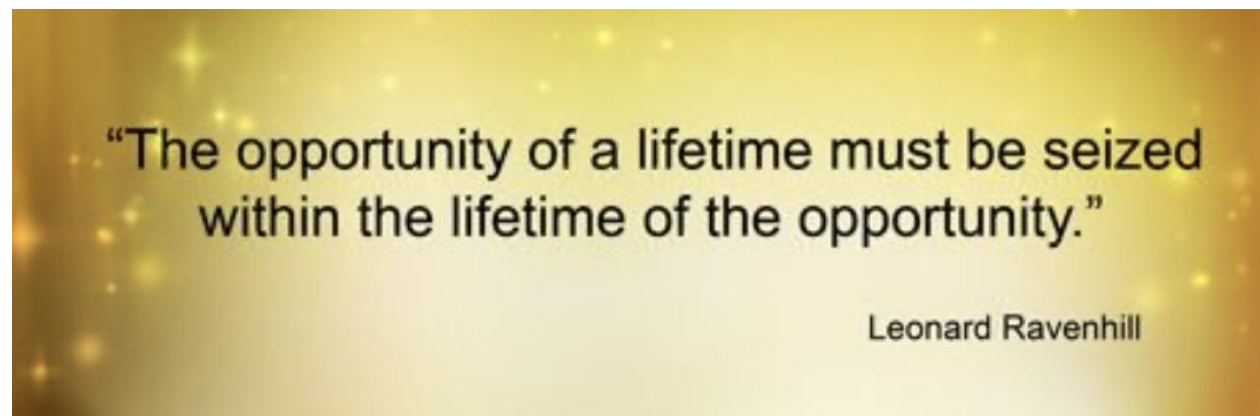 “The opportunity of a lifetime must be seized
within the lifetime of the opportunity.”
Leonard Ravenhill